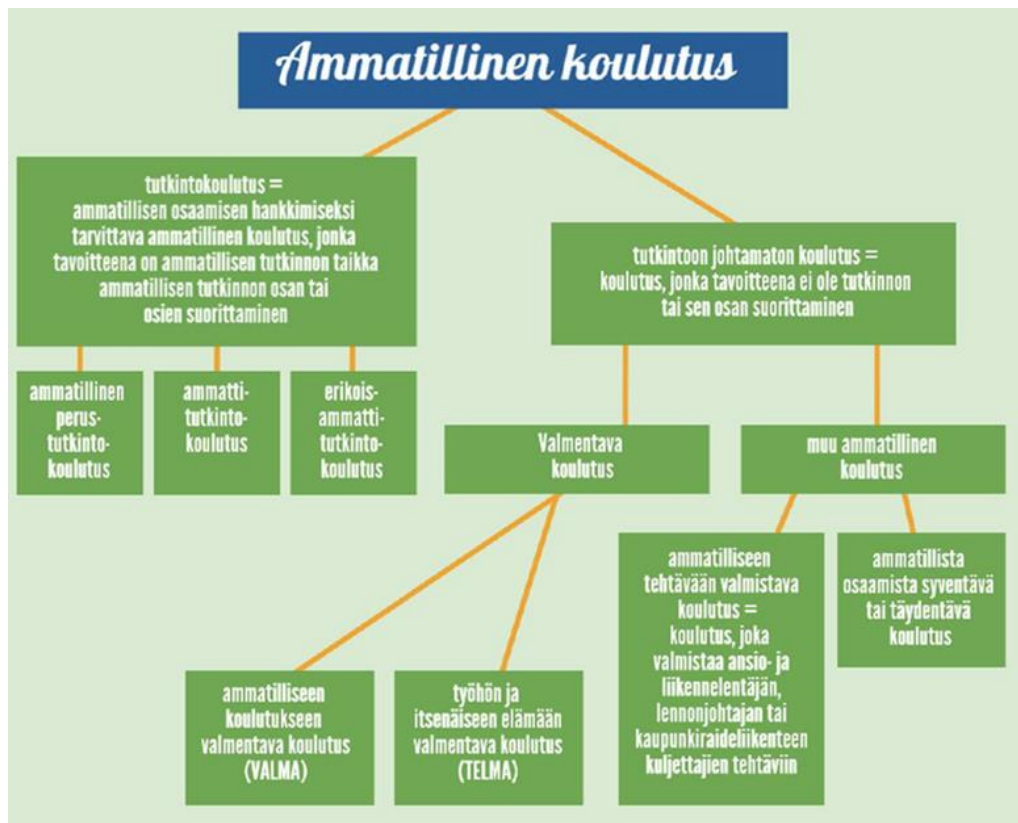 Ammatillinen koulutus
tutkintokoulutus =
ammatillisen osaamisen hankkimiseksi
tarvittava ammatillinen koulutus, jonka
tavoitteena on ammatillisen tutkinnon taikka
ammatillisen tutkinnon osan tai
osien suorittaminen
tutkintoon johtamaton koulutus =
koulutus, jonka tavoitteena ei ole tutkinnon
tai sen osan suorittaminen
ammatillinen
perus-
tutkinto-
koulutus
ammatti-
tutkinto-
koulutus
erikois-
ammatti-
tutkinto-
koulutus
Valmentava
koulutus
muu ammatillinen
koulutus
ammatilliseen
koulutukseen
valmentava koulutus
(VALMA)
työhön ja
itsenäiseen elämään
valmentava koulutus
(TELMA)
ammatilliseen
tehtävään valmistava
koulutus =
koulutus, joka
valmistaa ansio- ja
liikennelentäjän,
lennonjohtajan tai
kaupunkiraideliikenteen
kuljettajien tehtäviin
ammatillista
osaamista syventävä
tai täydentävä
koulutus